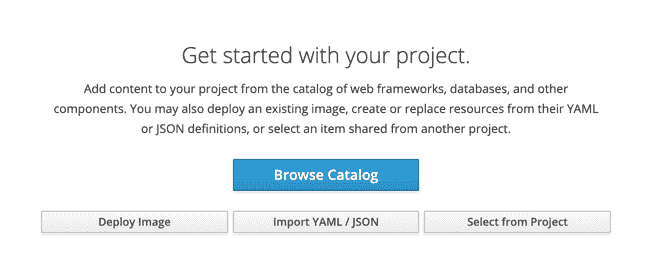 Get started with your project.
Add content to your project from the catalog of web frameworks, databases, and other
components. You may also deploy an existing image, create or replace resources from their YAML
or JSON definitions, or select an item shared from another project.
Browse Catalog
Deploy Image
Import YAML / JSON
Select from Project